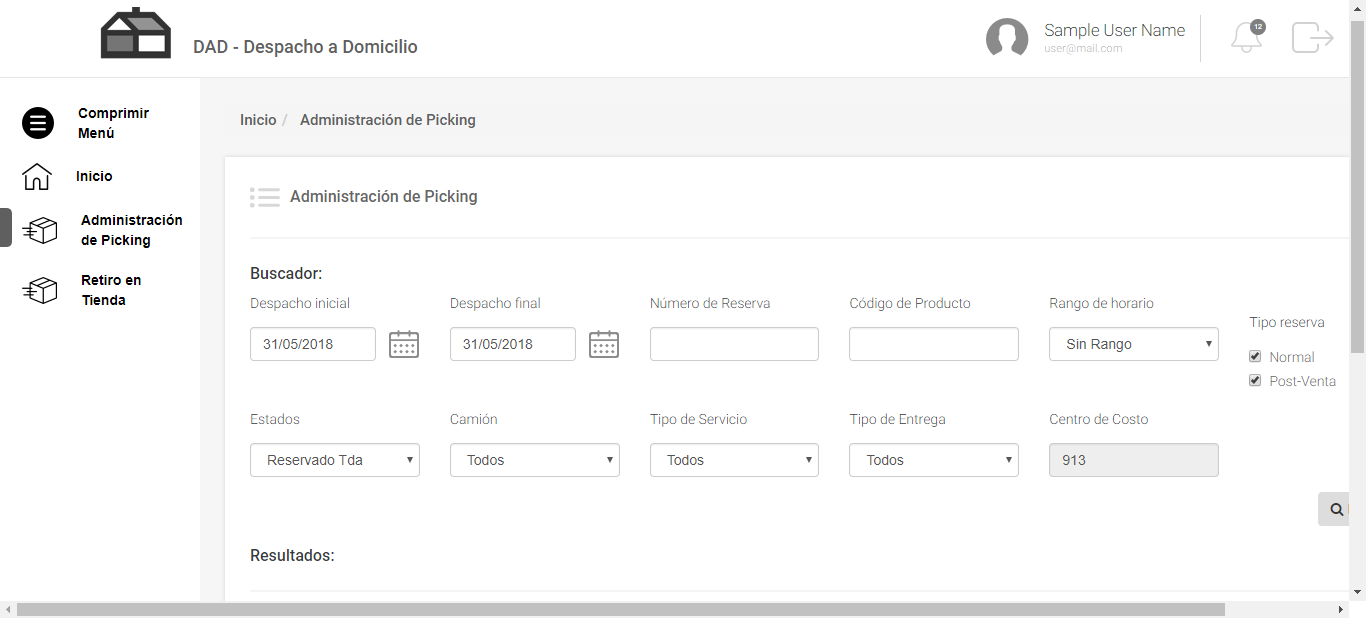 DAD - Despacho a Domicilio
Sample User Name
user@mail.com
12
Comprimir
Menú
Inicio
Administración
de Picking
Retiro en
Tienda
Inicio / Administración de Picking
Administración de Picking
Buscador:
Despacho inicial
Despacho final
Número de Reserva
Código de Producto
Rango de horario
Tipo reserva
31/05/2018
31/05/2018
Sin Rango
Normal
Post-Venta
Estados
Camión
Tipo de Servicio
Tipo de Entrega
Centro de Costo
Reservado Tda
Todos
Todos
Todos
913
Resultados: